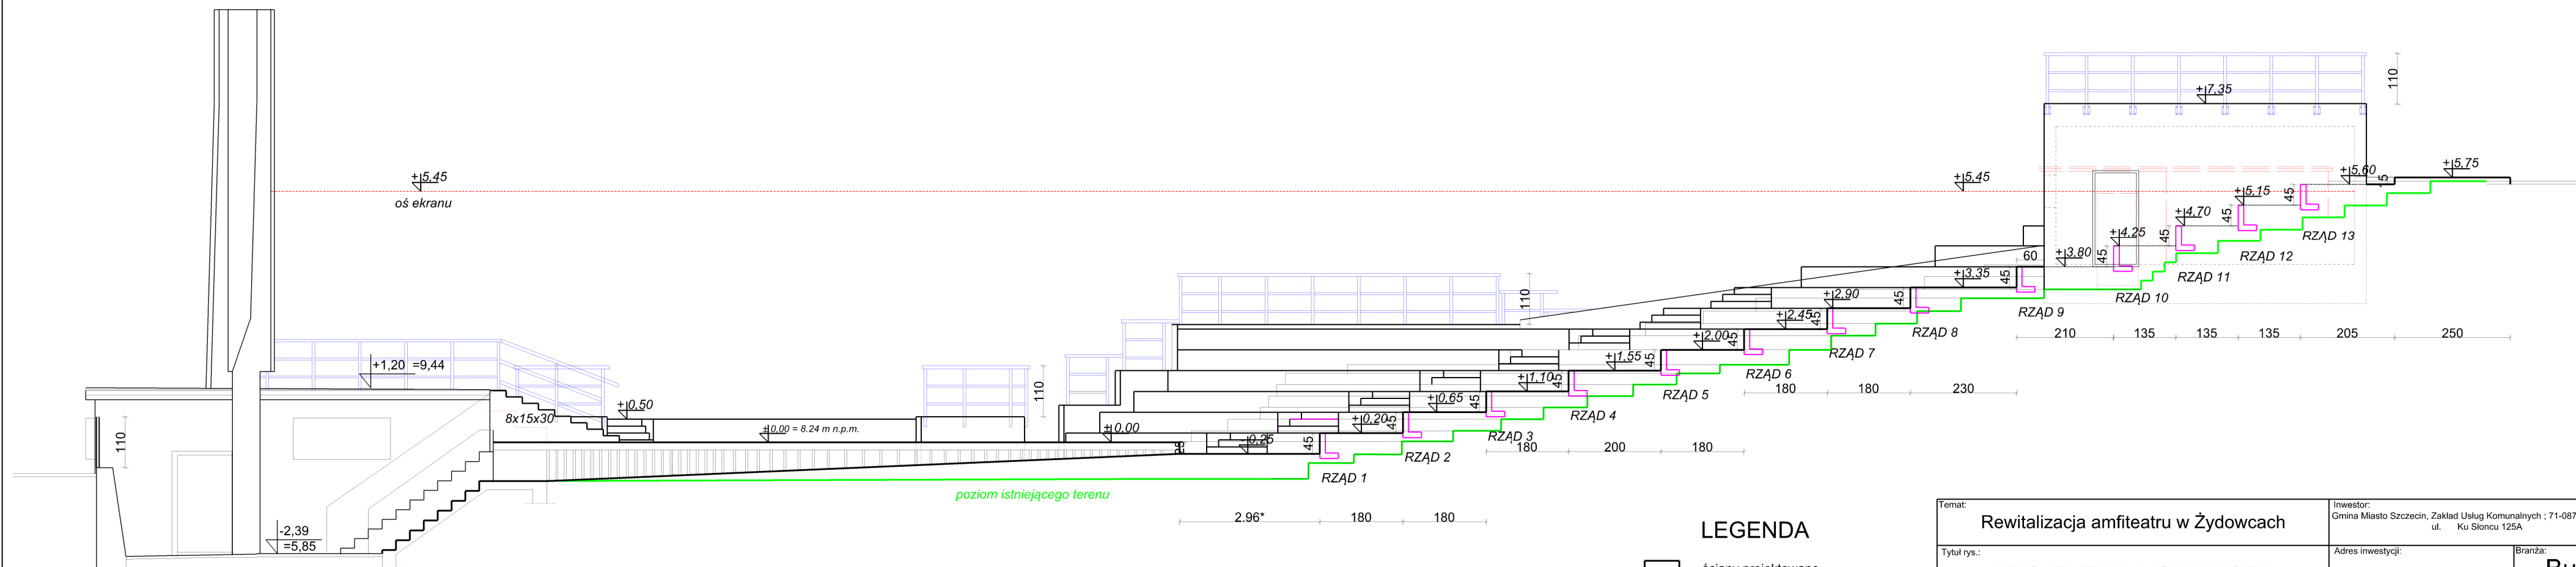 110
+7,35
+5,45
oś ekranu
+5,45
+5,60
15
+5,75
+5,15
45
+4,70
45
RZĄD 13
+4,25
45
RZĄD 12
+3,80
60
45
RZĄD 11
+3,35
45
RZĄD 10
+2,90
45
RZĄD 9
210
135
135
135
205
250
110
+2,45
45
RZĄD 8
+2,00
45
RZĄD 7
+1,55
45
RZĄD 6
180
180
230
+1,20 =9,44
+1,10
45
RZĄD 5
110
+0,65
45
RZĄD 4
+0,50
8x15x30
±0,00 = 8.24 m n.p.m.
±0,00
+0,20
45
RZĄD 3
180
200
180
110
25
-0,25
45
RZĄD 2
RZĄD 1
poziom istniejącego terenu
2.96*
180
180
-2,39
=5,85
LEGENDA
Temat:
Rewitalizacja amfiteatru w Żydowcach
Inwestor:
Gmina Miasto Szczecin, Zakład Usług Komunalnych ; 71-087
ul. Ku Słoncu 125A
Tytuł rys.:
Adres inwestycji:
Branża: